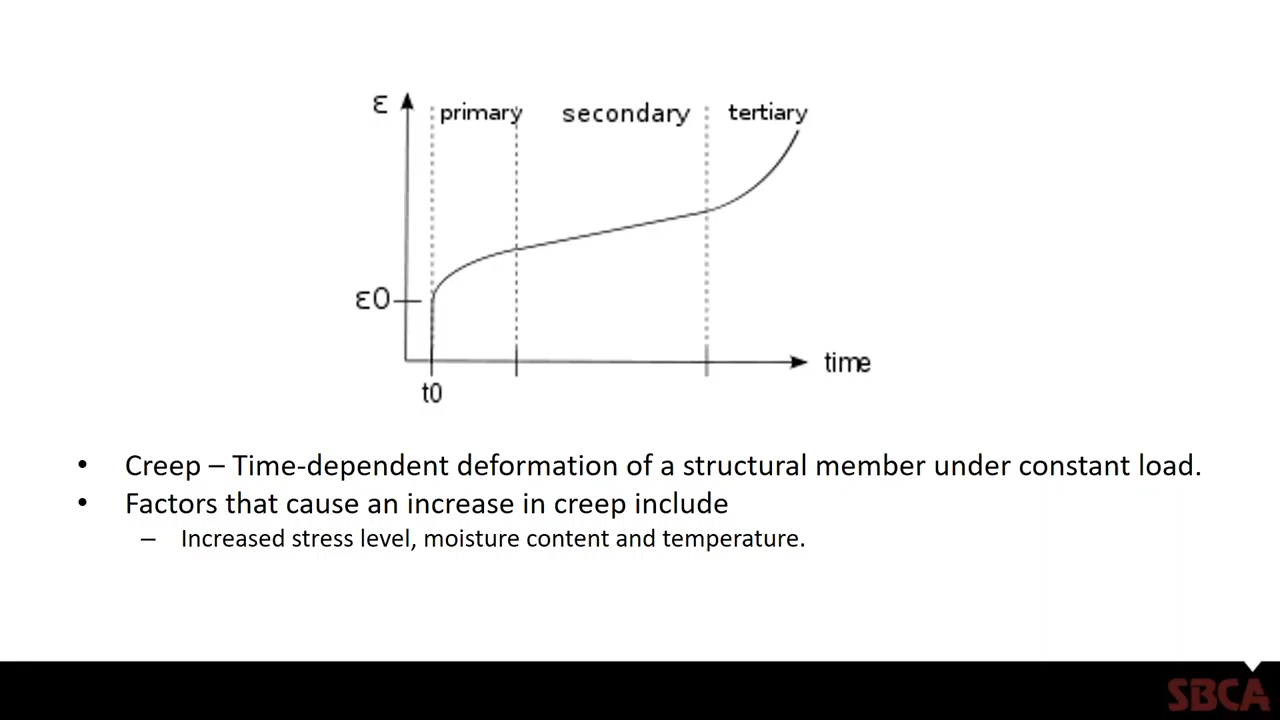 ε primary secondary tertiary
ε0
time
t0
• Creep – Time-dependent deformation of a structural member under constant load.
• Factors that cause an increase in creep include
– Increased stress level, moisture content and temperature.
SBCA